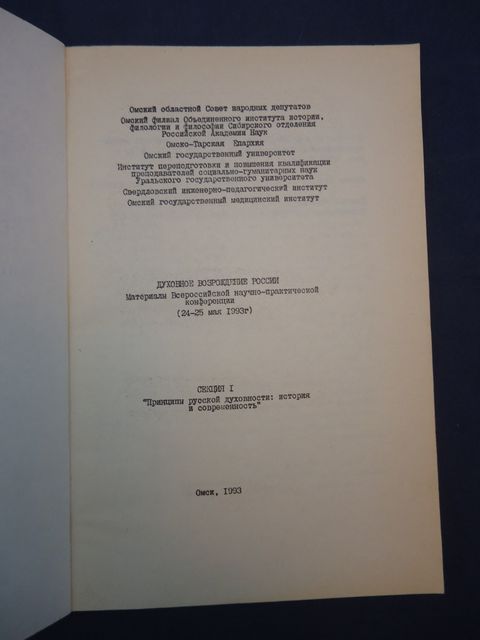 Омский областной Совет народных депутатов
Омский филиал Объединенного института истории,
филологии и философии Сибирского отделения
Российской Академии Наук
Омско-Тарская Епархия
Омский государственный университет
Институт переподготовки и повышения квалификации
преподавателей социально-гуманитарных наук
Уральского государственного университета
Свердловский инженерно-педагогический институт
Омский государственный медицинский институт
ДУХОВНОЕ ВОЗРОЖДЕНИЕ РОССИИ
Материалы Всероссийской научно-практической
конференции
(24-25 мая 1993г)
СЕКЦИЯ I
"Принципы русской духовности: история
и современность"
Омск, 1993